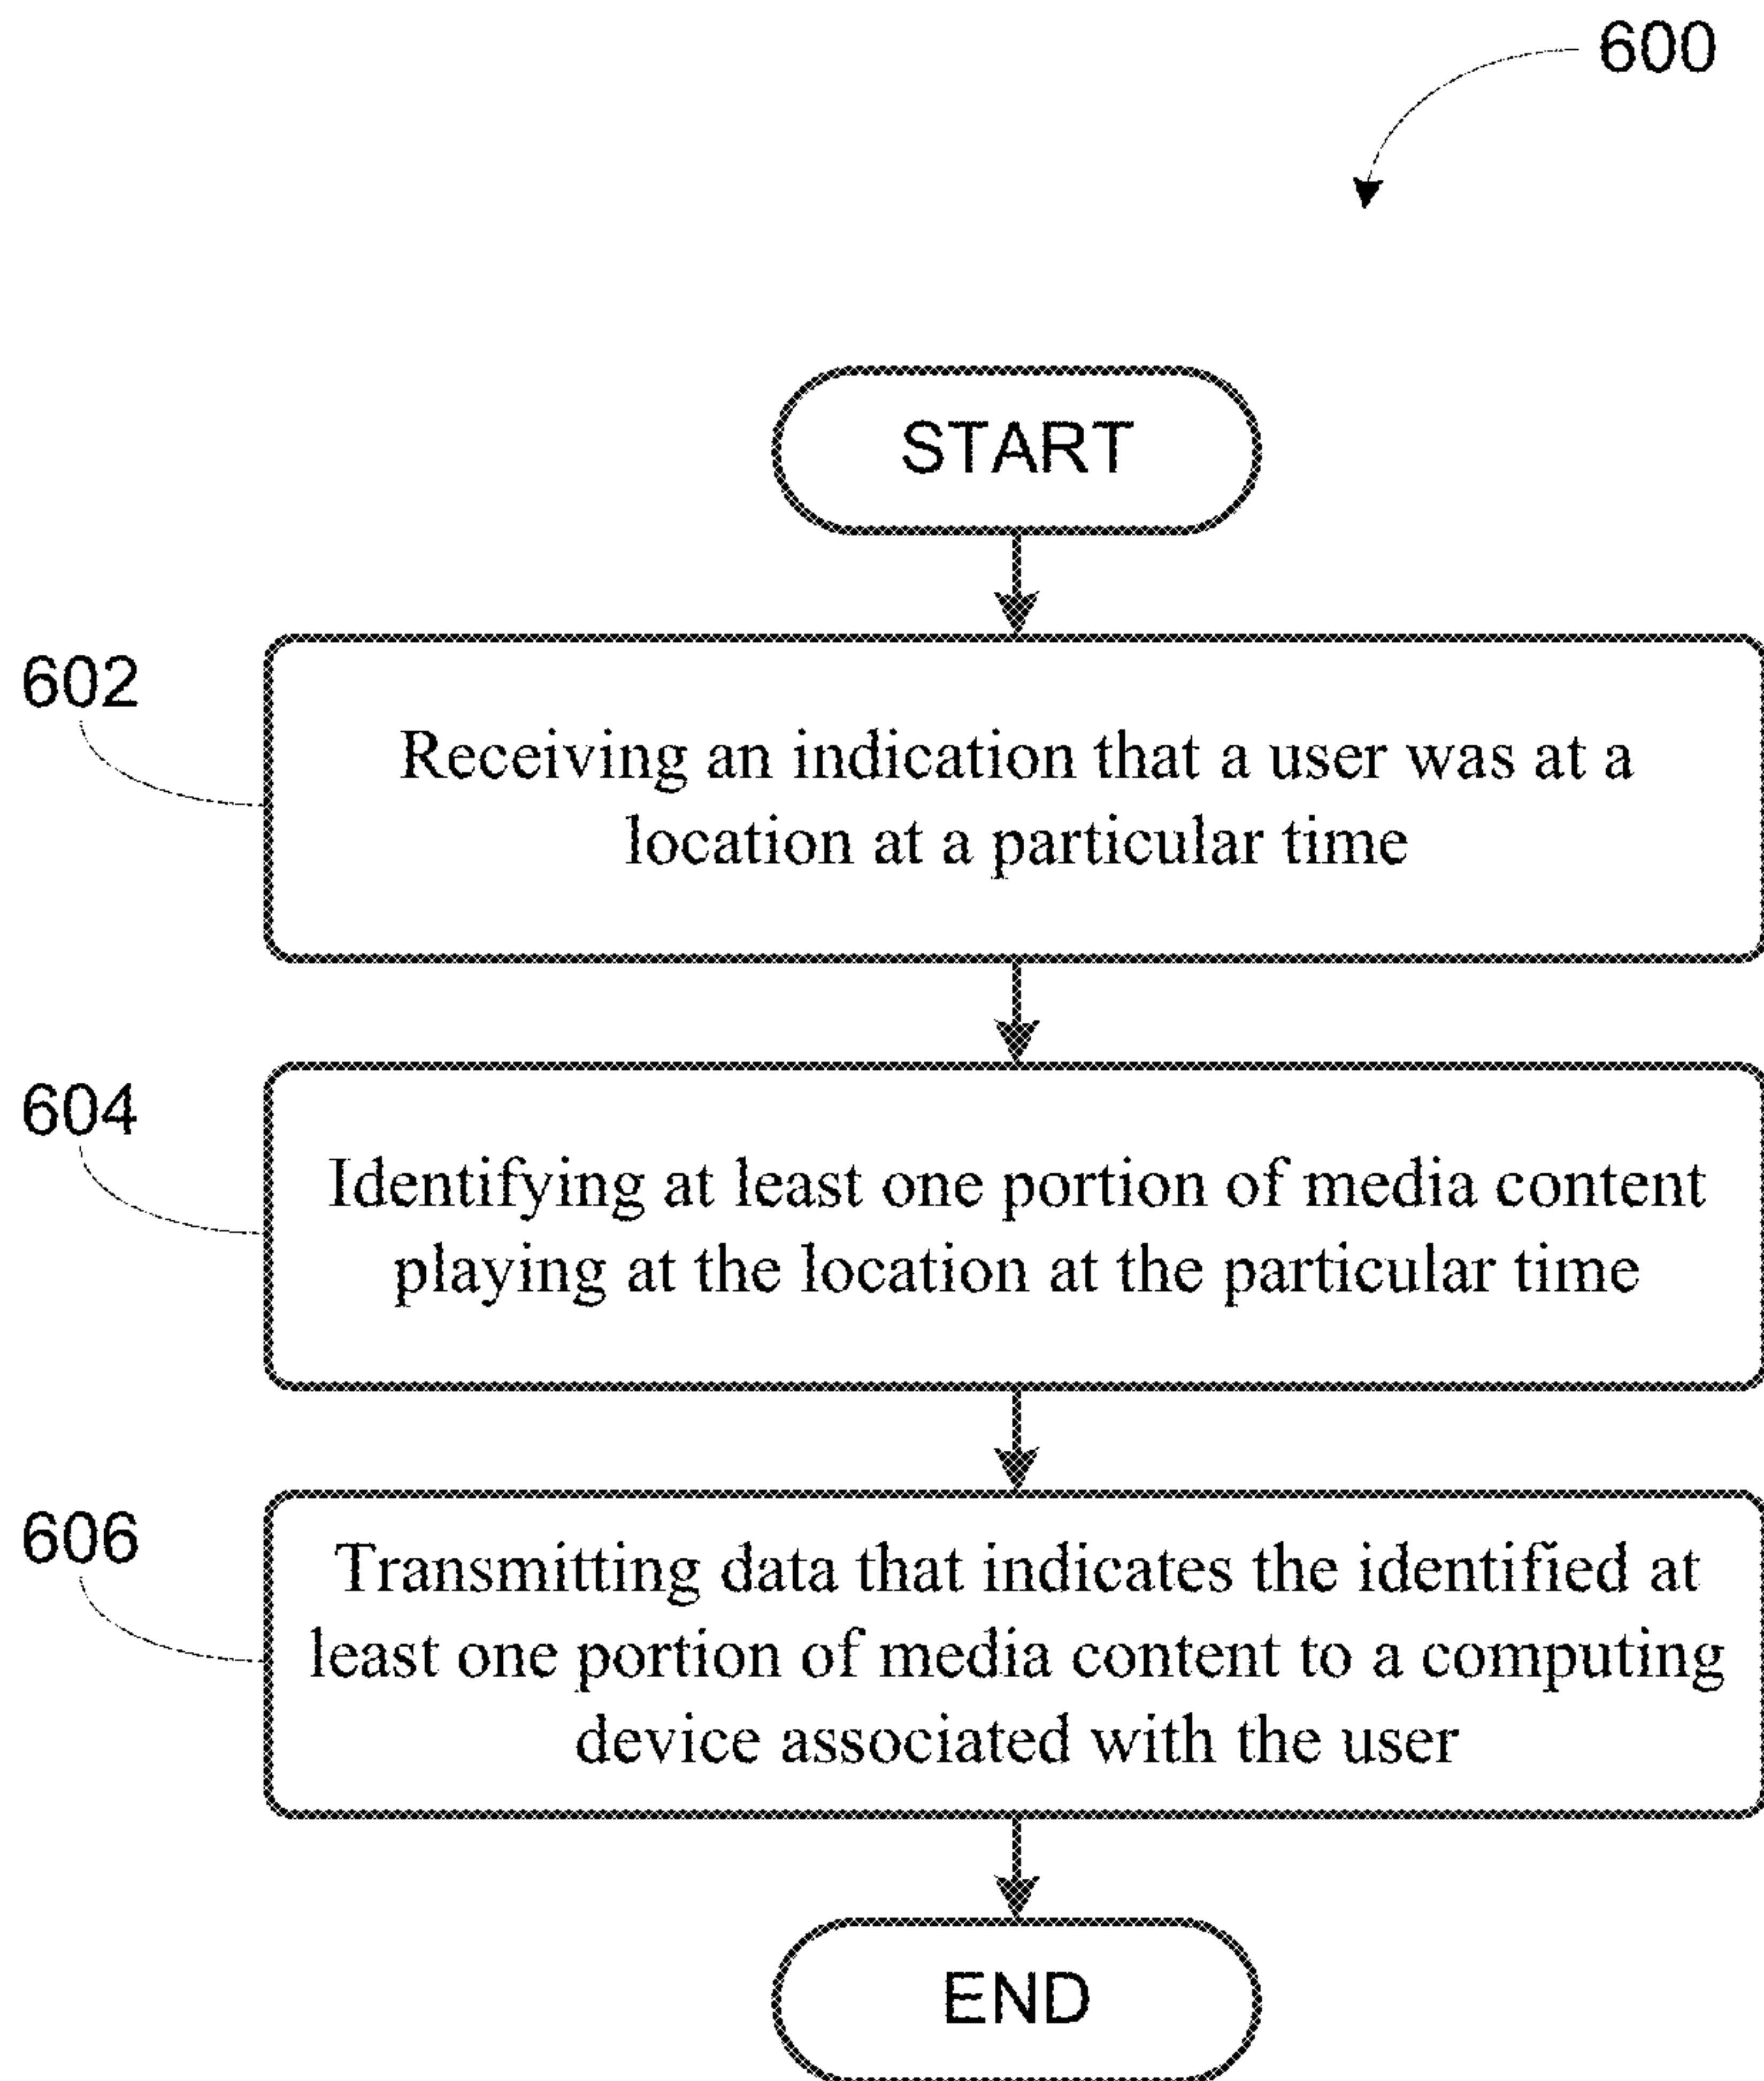 600
START
602
Receiving an indication that a user was at a
location at a particular time
604
Identifying at least one portion of media content
playing at the location at the particular time
606
Transmitting data that indicates the identified at
least one portion of media content to a computing
device associated with the user
END